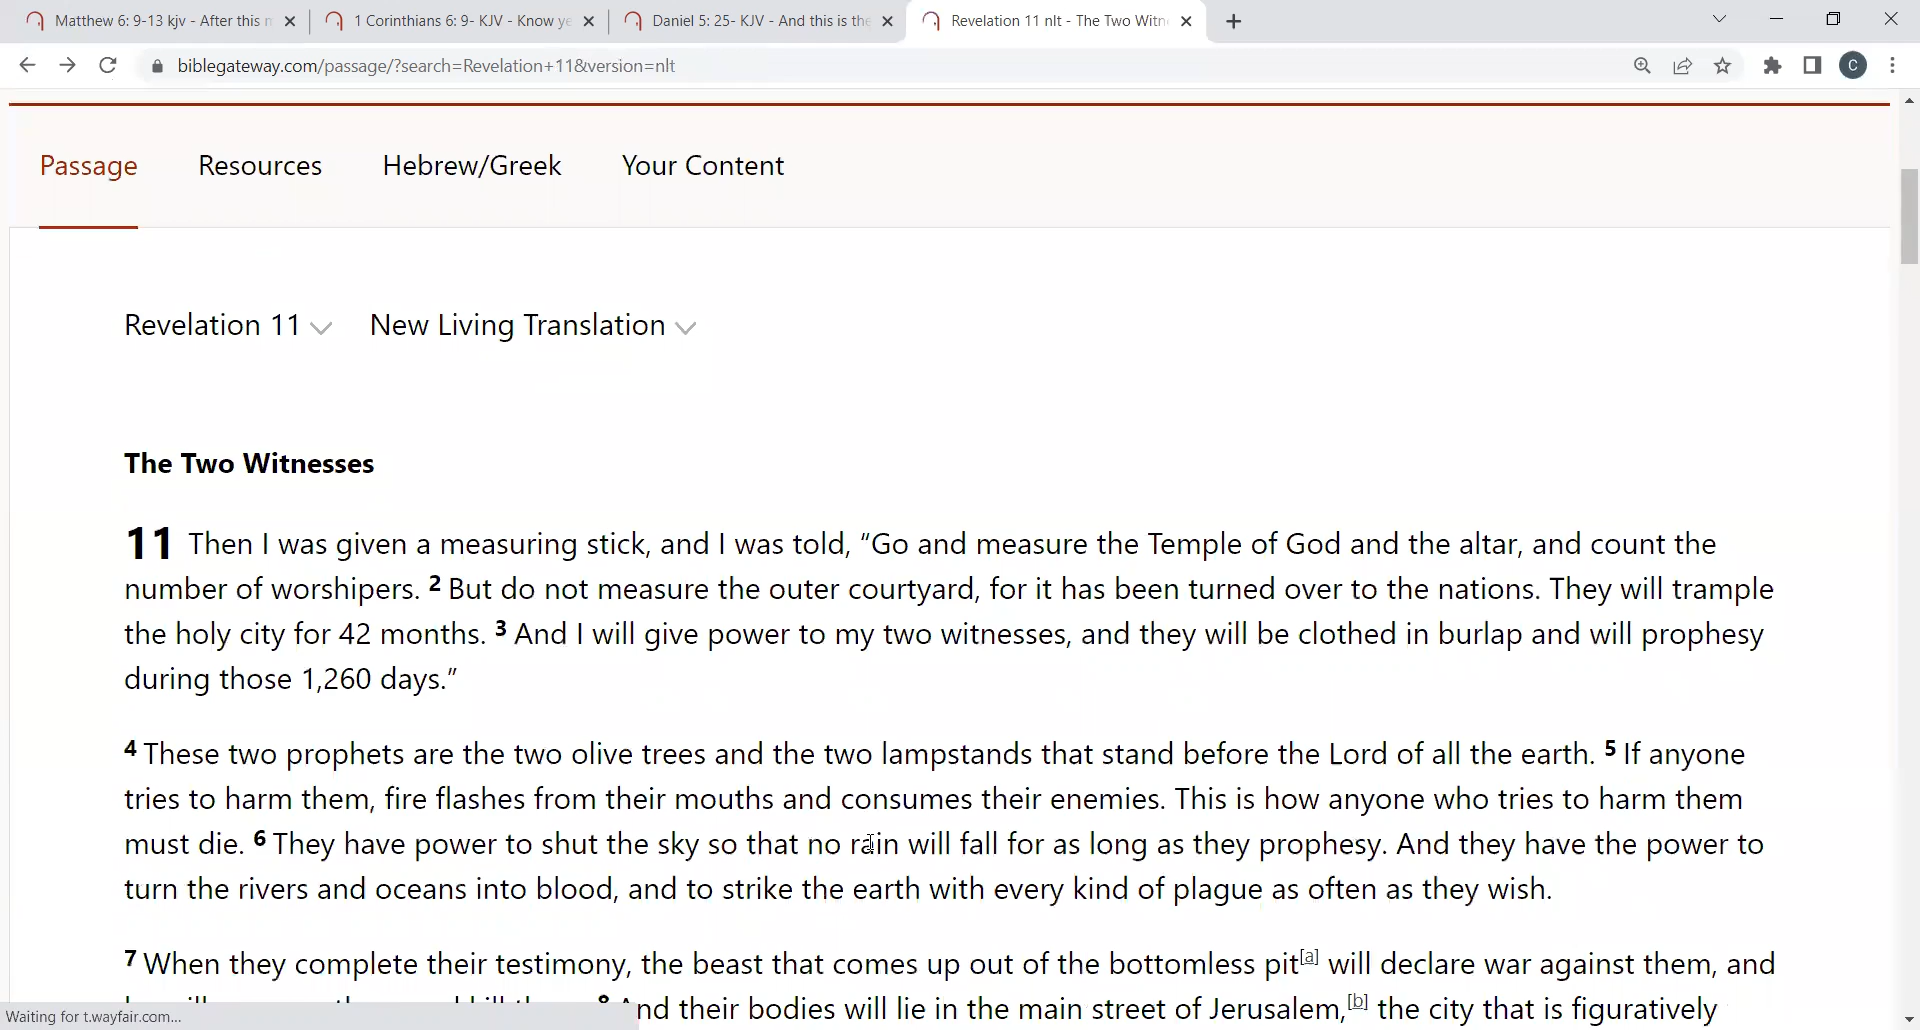 Matthew 6: 9-13 kjv - After this
1 Corinthians 6: 9- KJV - Know ye
Daniel 5: 25- KJV - And this is the
Revelation 11 nlt - The Two Witn
biblegateway.com/passage/?search=Revelation+11&version=nlt
C
Passage Resources Hebrew/Greek Your Content
Revelation 11 New Living Translation
The Two Witnesses
11 Then I was given a measuring stick, and I was told, “Go and measure the Temple of God and the altar, and count the
number of worshipers. 2 But do not measure the outer courtyard, for it has been turned over to the nations. They will trample
the holy city for 42 months. 3 And I will give power to my two witnesses, and they will be clothed in burlap and will prophesy
during those 1,260 days.”
4 These two prophets are the two olive trees and the two lampstands that stand before the Lord of all the earth. 5 If anyone
tries to harm them, fire flashes from their mouths and consumes their enemies. This is how anyone who tries to harm them
must die. 6 They have power to shut the sky so that no rain will fall for as long as they prophesy. And they have the power to
turn the rivers and oceans into blood, and to strike the earth with every kind of plague as often as they wish.
7 When they complete their testimony, the beast that comes up out of the bottomless pit[a] will declare war against them, and
nd their bodies will lie in the main street of Jerusalem,[b] the city that is figuratively
Waiting for t.wayfair.com...